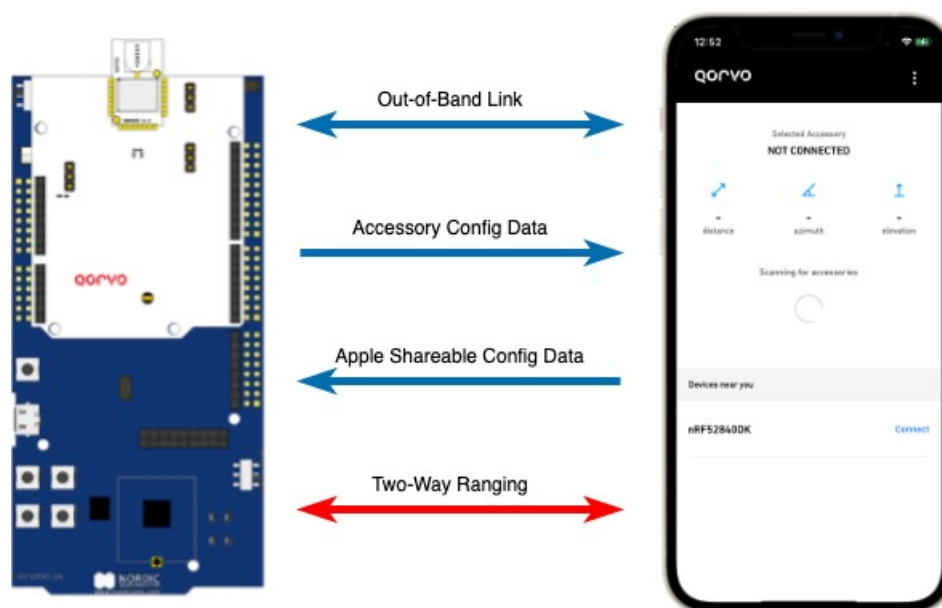 12:52
QORVO
Out-of-Band Link
Selected Accessory
NOT CONNECTED
- - -
distance azimuth elevation
Accessory Config Data
QORVO
Scanning for accessories
Apple Shareable Config Data
Devices near you
nRF52840DK Connect
Two-Way Ranging
NORDIC